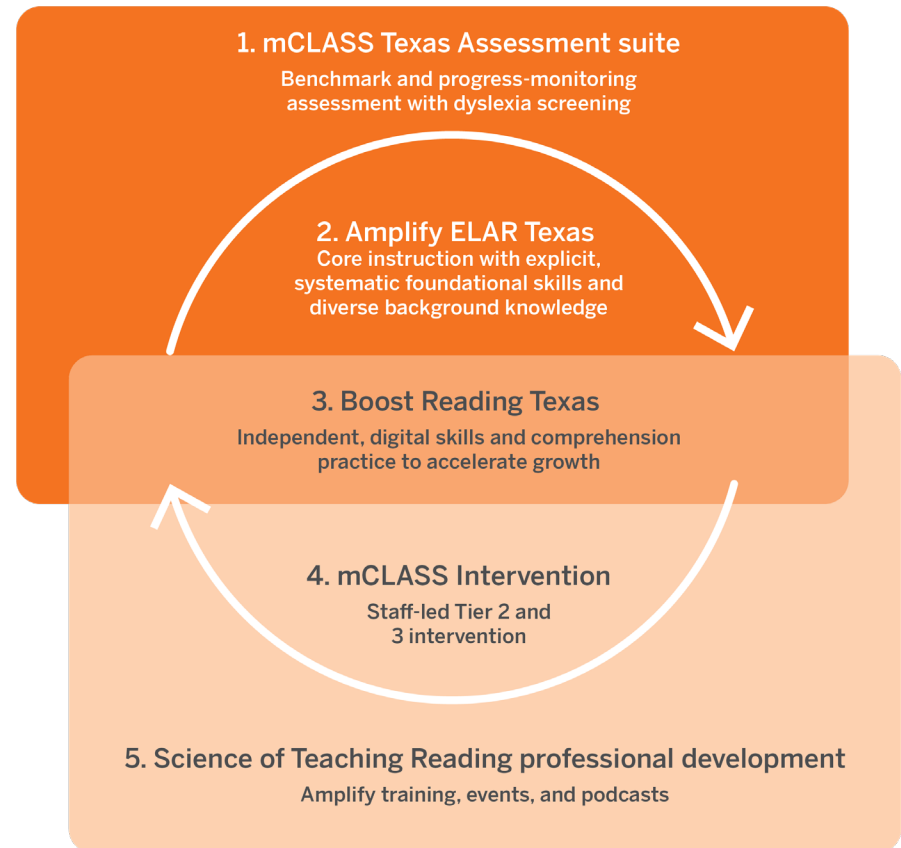 1. mCLASS Texas Assessment suite
Benchmark and progress-monitoring
assessment with dyslexia screening
2. Amplify ELAR Texas
Core instruction with explicit,
systematic foundational skills and
diverse background knowledge
3. Boost Reading Texas
Independent, digital skills and comprehension
practice to accelerate growth
4. mCLASS Intervention
Staff-led Tier 2 and
3 intervention
5. Science of Teaching Reading professional development
Amplify training, events, and podcasts